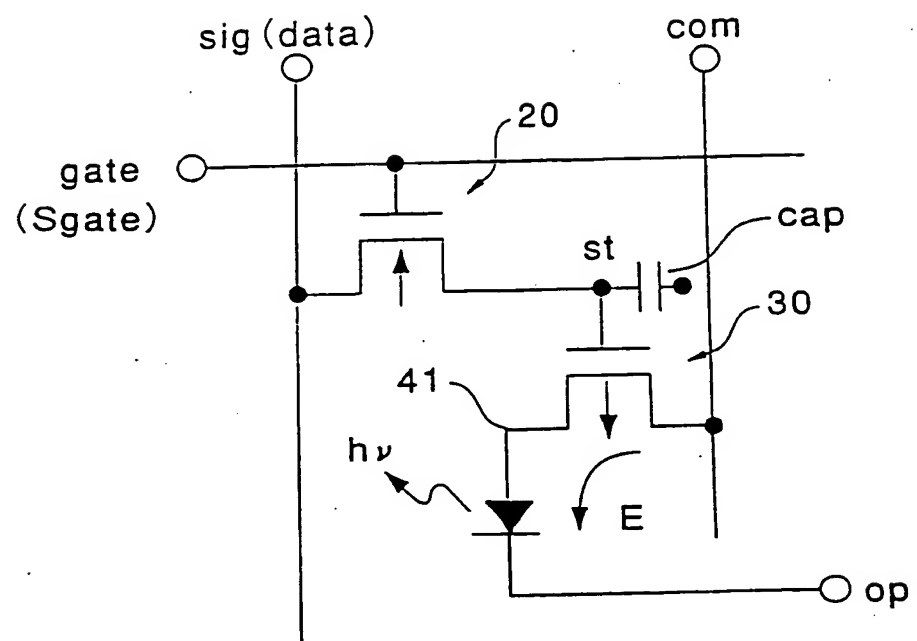 sig (data)
com
20
gate
(Sgate)
cap
st
30
41
hν
E
op